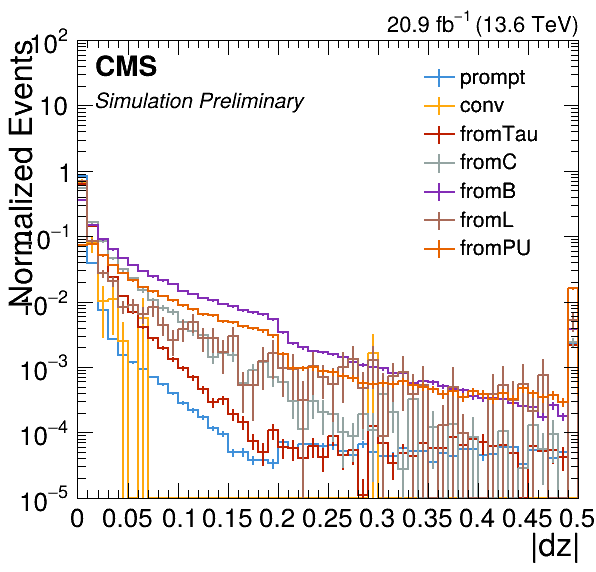 20.9 fb⁻¹ (13.6 TeV)
CMS
Simulation Preliminary
prompt
conv
fromTau
fromC
fromB
fromL
fromPU
Normalized Events
10²
10
1
10⁻¹
10⁻²
10⁻³
10⁻⁴
10⁻⁵
0 0.05 0.1 0.15 0.2 0.25 0.3 0.35 0.4 0.45 0.5
|dz|